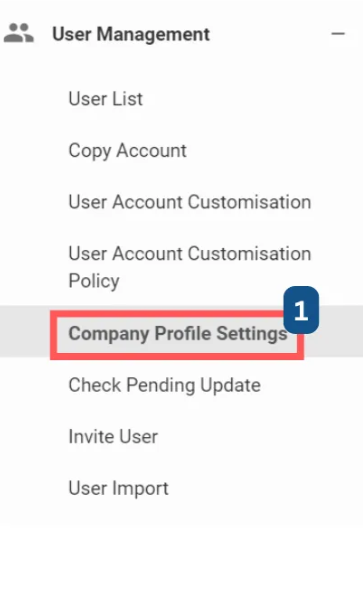 User Management
User List
Copy Account
User Account Customisation
User Account Customisation
Policy
1
Company Profile Settings
Check Pending Update
Invite User
User Import